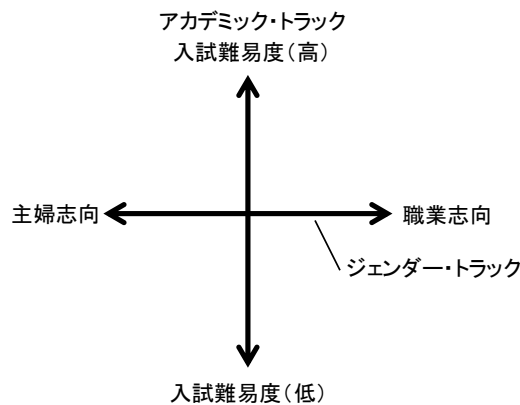 アカデミック・トラック
入試難易度(高)
主婦志向
職業志向
ジェンダー・トラック
入試難易度(低)